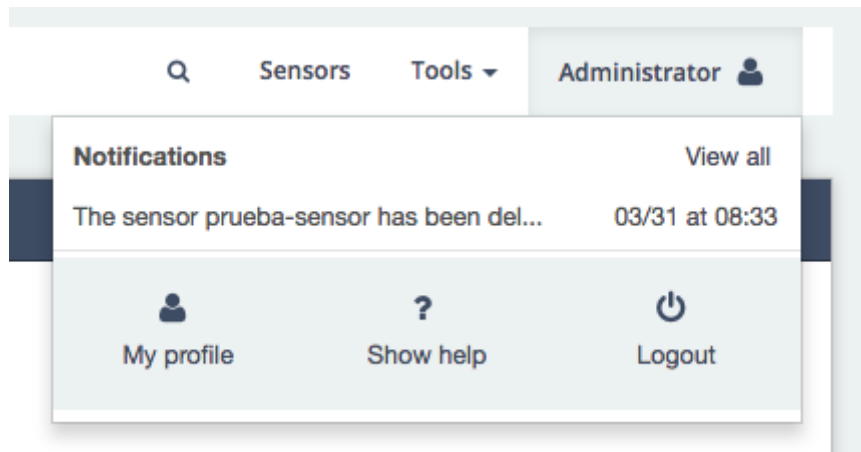 Sensors Tools Administrator
Notifications View all
The sensor prueba-sensor has been del... 03/31 at 08:33
? 
My profile Show help Logout